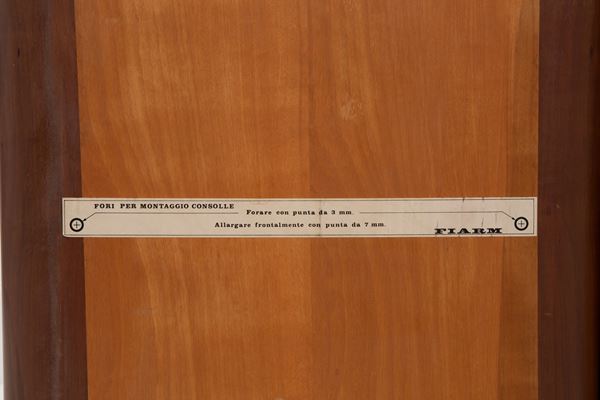 FORI PER MONTAGGIO CONSOLLE
Forare con punta da 3 mm.
Allargare frontalmente con punta da 7 mm.
FIARM